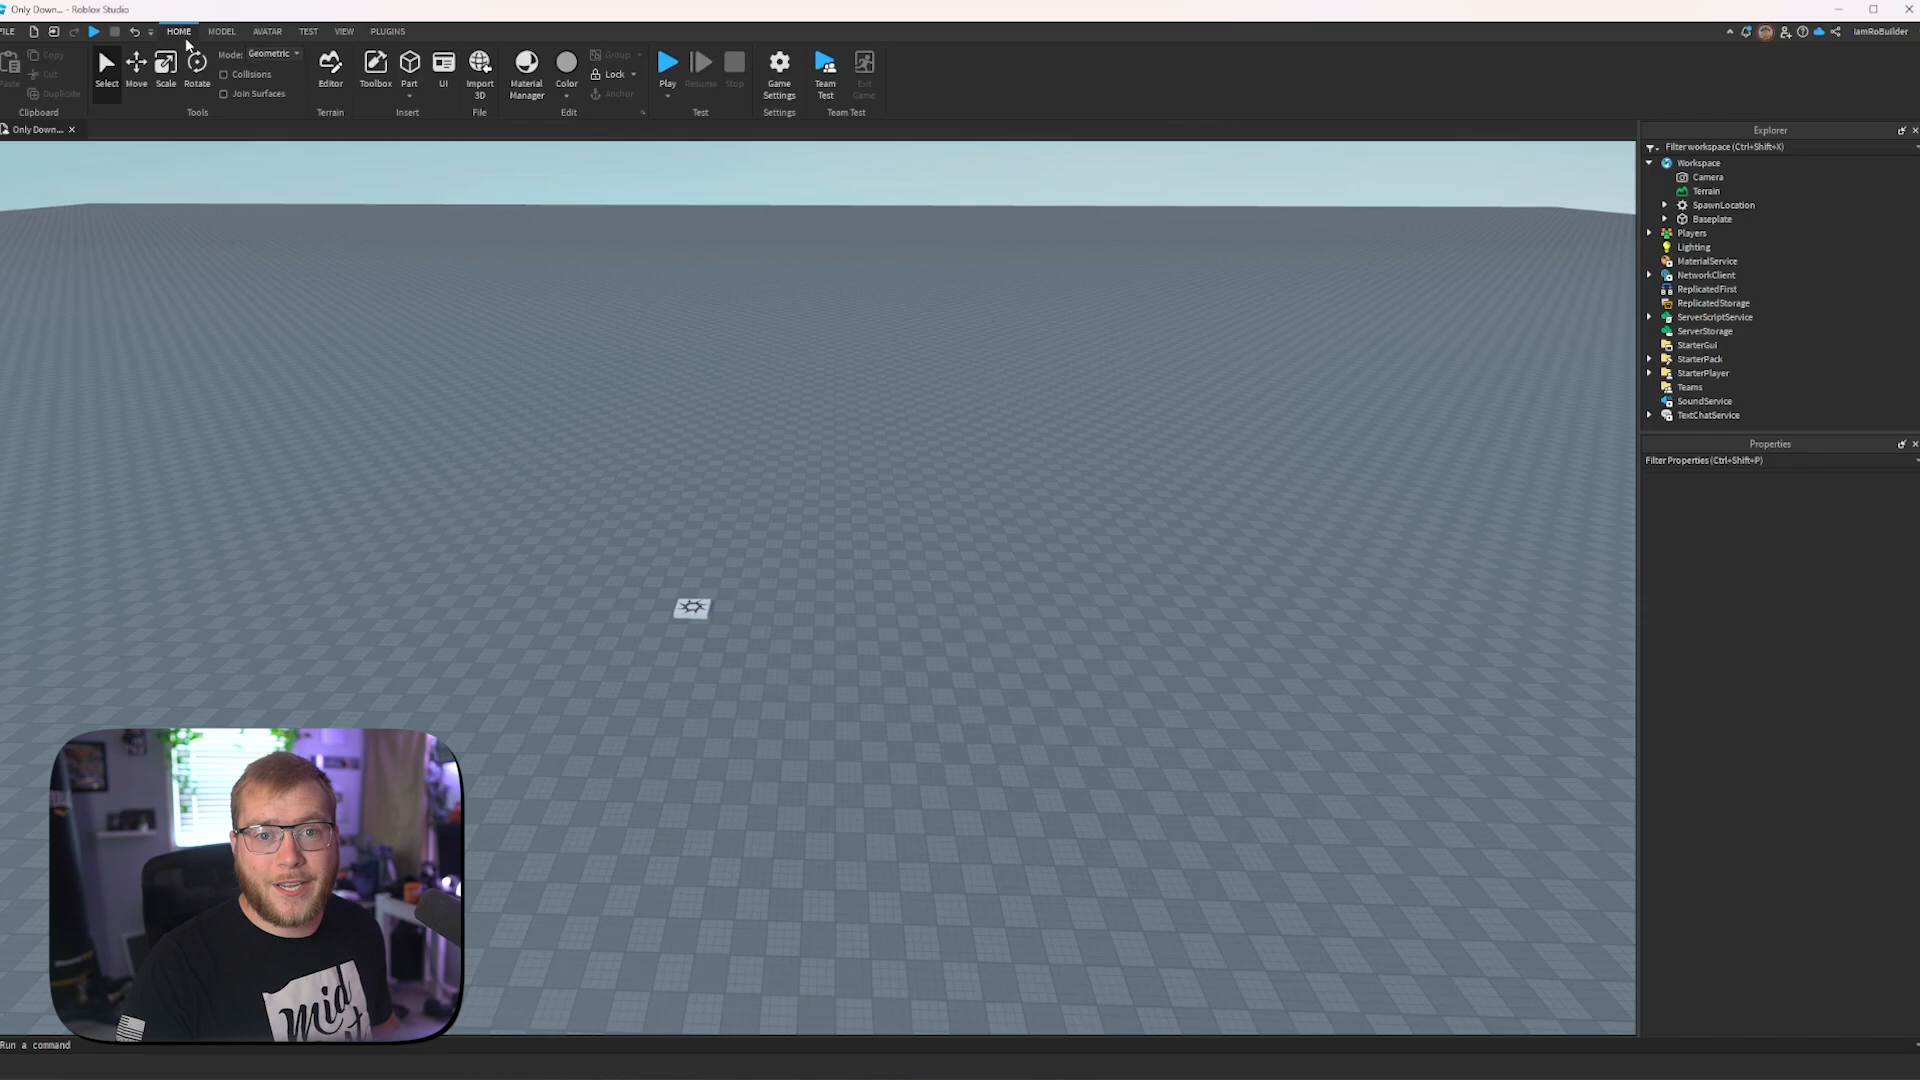 Only Down... - Roblox Studio
FILE
HOME
MODEL
AVATAR
TEST
VIEW
PLUGINS
IamRoBuilder
Paste
Copy
Cut
Duplicate
Clipboard
Select
Move
Scale
Rotate
Mode: Geometric
Collisions
Join Surfaces
Tools
Editor
Terrain
Toolbox
Part
UI
Insert
Import
3D
File
Material
Manager
Color
Group
Lock
Anchor
Edit
Play
Resume
Stop
Test
Game
Settings
Settings
Team
Test
Exit
Game
Team Test
Only Down...
Explorer
Filter workspace (Ctrl+Shift+X)
Workspace
Camera
Terrain
SpawnLocation
Baseplate
Players
Lighting
MaterialService
NetworkClient
ReplicatedFirst
ReplicatedStorage
ServerScriptService
ServerStorage
StarterGui
StarterPack
StarterPlayer
Teams
SoundService
TextChatService
Properties
Filter Properties (Ctrl+Shift+P)
Mid
Run a command